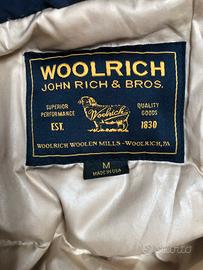 WOOLRICH
JOHN RICH & BROS.
SUPERIOR PERFORMANCE
QUALITY GOODS
Woolrich
EST. 1830
WOOLRICH WOOLEN MILLS - WOOLRICH, PA
M
MADE IN USA
subito